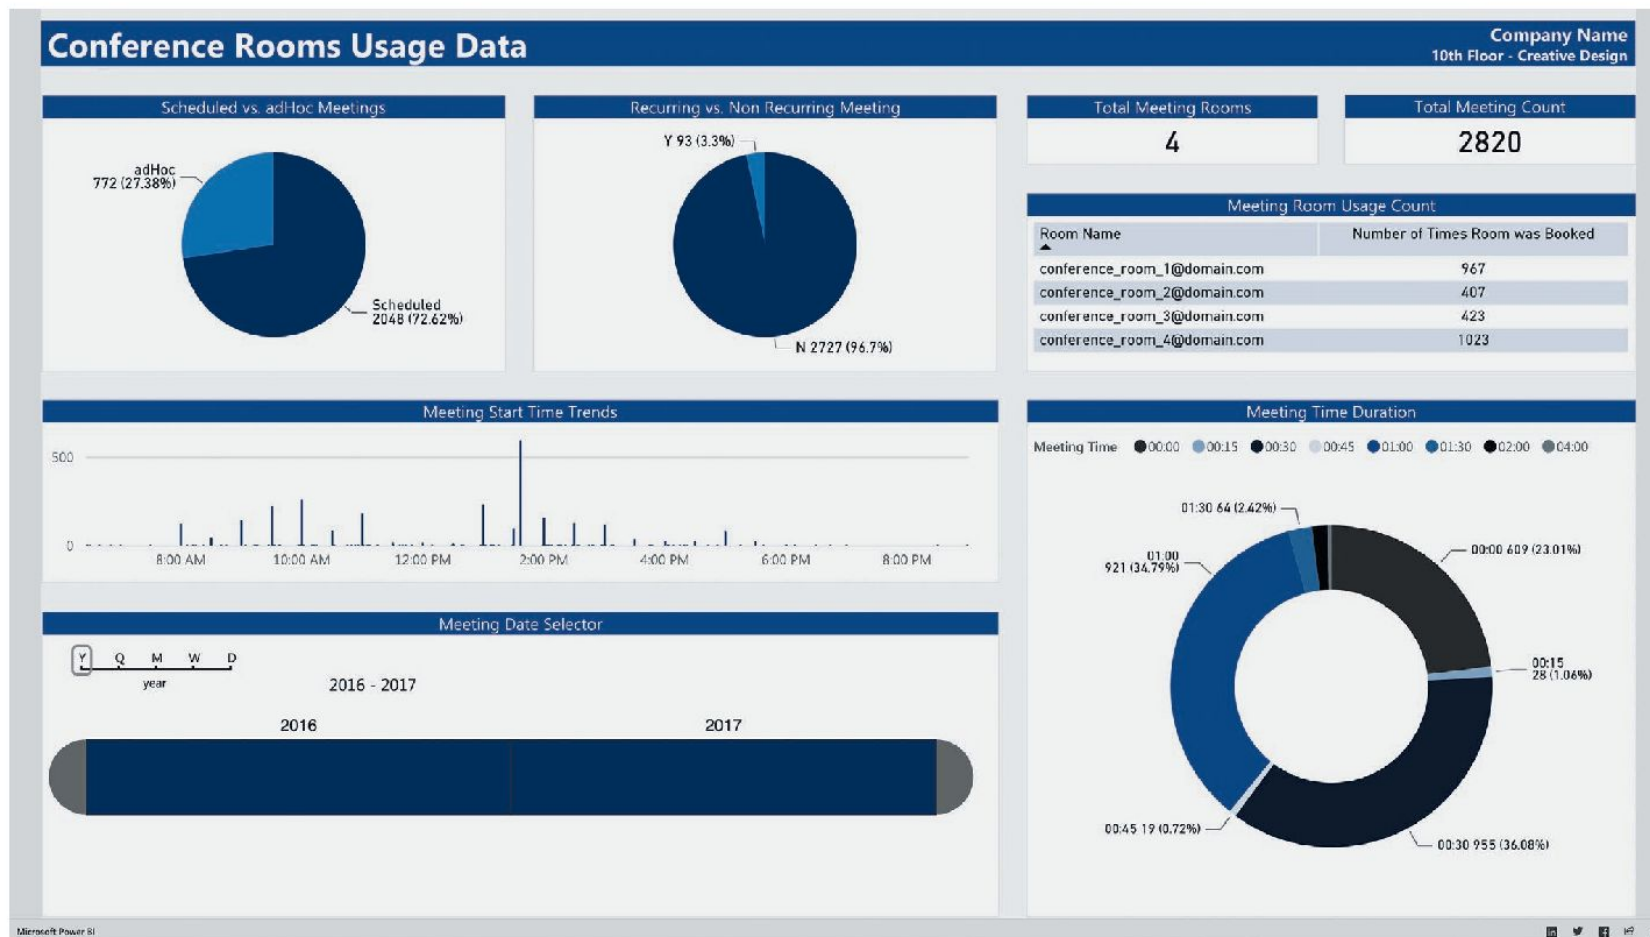 Conference Rooms Usage Data
Company Name
10th Floor - Creative Design
Scheduled vs. adHoc Meetings
adHoc
772 (27.38%)
Scheduled
2048 (72.62%)
Recurring vs. Non Recurring Meeting
Y 93 (3.3%)
N 2727 (96.7%)
Total Meeting Rooms
4
Total Meeting Count
2820
Meeting Room Usage Count
Room Name Number of Times Room was Booked
conference_room_1@domain.com 967
conference_room_2@domain.com 407
conference_room_3@domain.com 423
conference_room_4@domain.com 1023
Meeting Start Time Trends
500
0
8:00 AM 10:00 AM 12:00 PM 2:00 PM 4:00 PM 6:00 PM 8:00 PM
Meeting Time Duration
Meeting Time 00:00 00:15 00:30 00:45 01:00 01:30 02:00 04:00
01:30 64 (2.42%)
00:00 609 (23.01%)
01:00
921 (34.79%)
00:15
28 (1.06%)
00:45 19 (0.72%)
00:30 955 (36.08%)
Meeting Date Selector
Y Q M W D
year
2016 - 2017
2016 2017
Microsoft Power BI